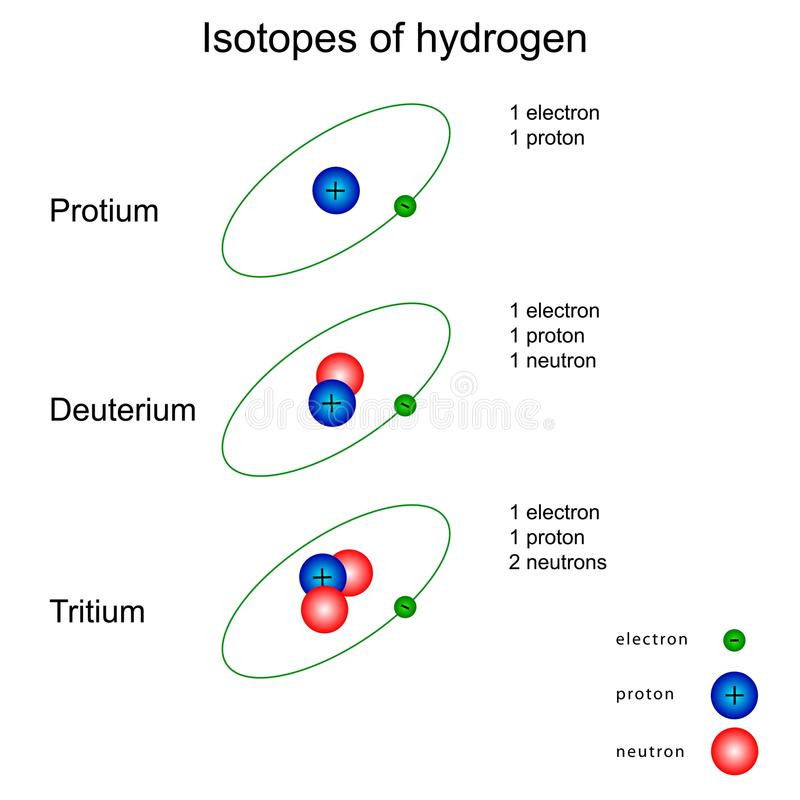 Isotopes of hydrogen
1 electron
1 proton
+
-
Protium
1 electron
1 proton
1 neutron
+
-
Deuterium
dreamstime.
1 electron
1 proton
2 neutrons
+
-
Tritium
electron -
proton +
neutron